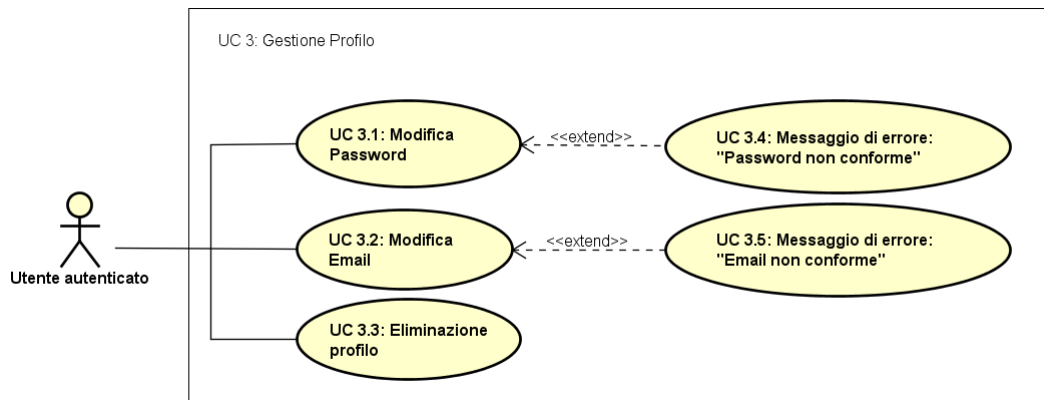 UC 3: Gestione Profilo
UC 3.1: Modifica
Password
<<extend>>
UC 3.4: Messaggio di errore:
"Password non conforme"
Utente autenticato
UC 3.2: Modifica
Email
<<extend>>
UC 3.5: Messaggio di errore:
"Email non conforme"
UC 3.3: Eliminazione
profilo